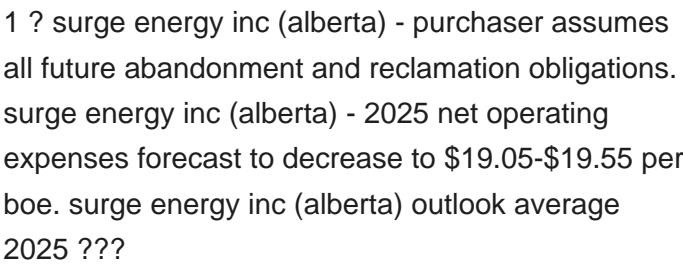 1 ? surge energy inc (alberta) - purchaser assumes
all future abandonment and reclamation obligations.
surge energy inc (alberta) - 2025 net operating
expenses forecast to decrease to $19.05-$19.55 per
boe. surge energy inc (alberta) outlook average
2025 ???